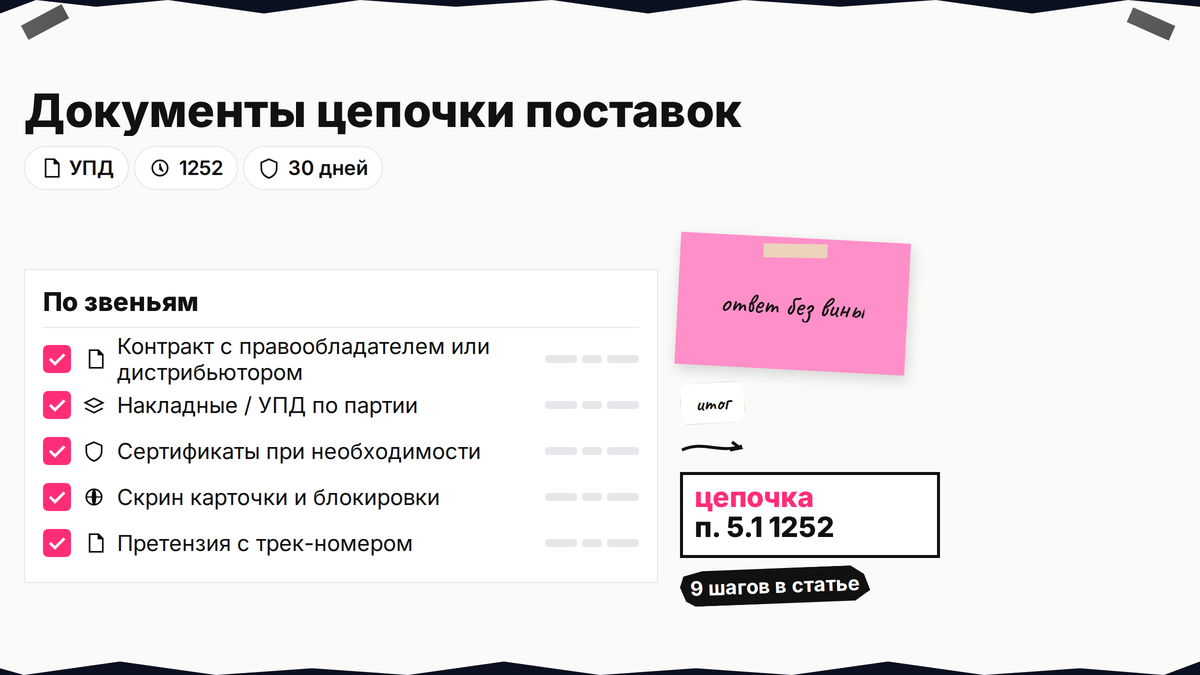 Документы цепочки поставок
УПД
1252
30 дней
По звеньям
Контракт с правообладателем или
дистрибьютором
Накладные / УПД по партии
Сертификаты при необходимости
Скрин карточки и блокировки
Претензия с трек-номером
ответ без вины
итог
цепочка
п. 5.1 1252
9 шагов в статье